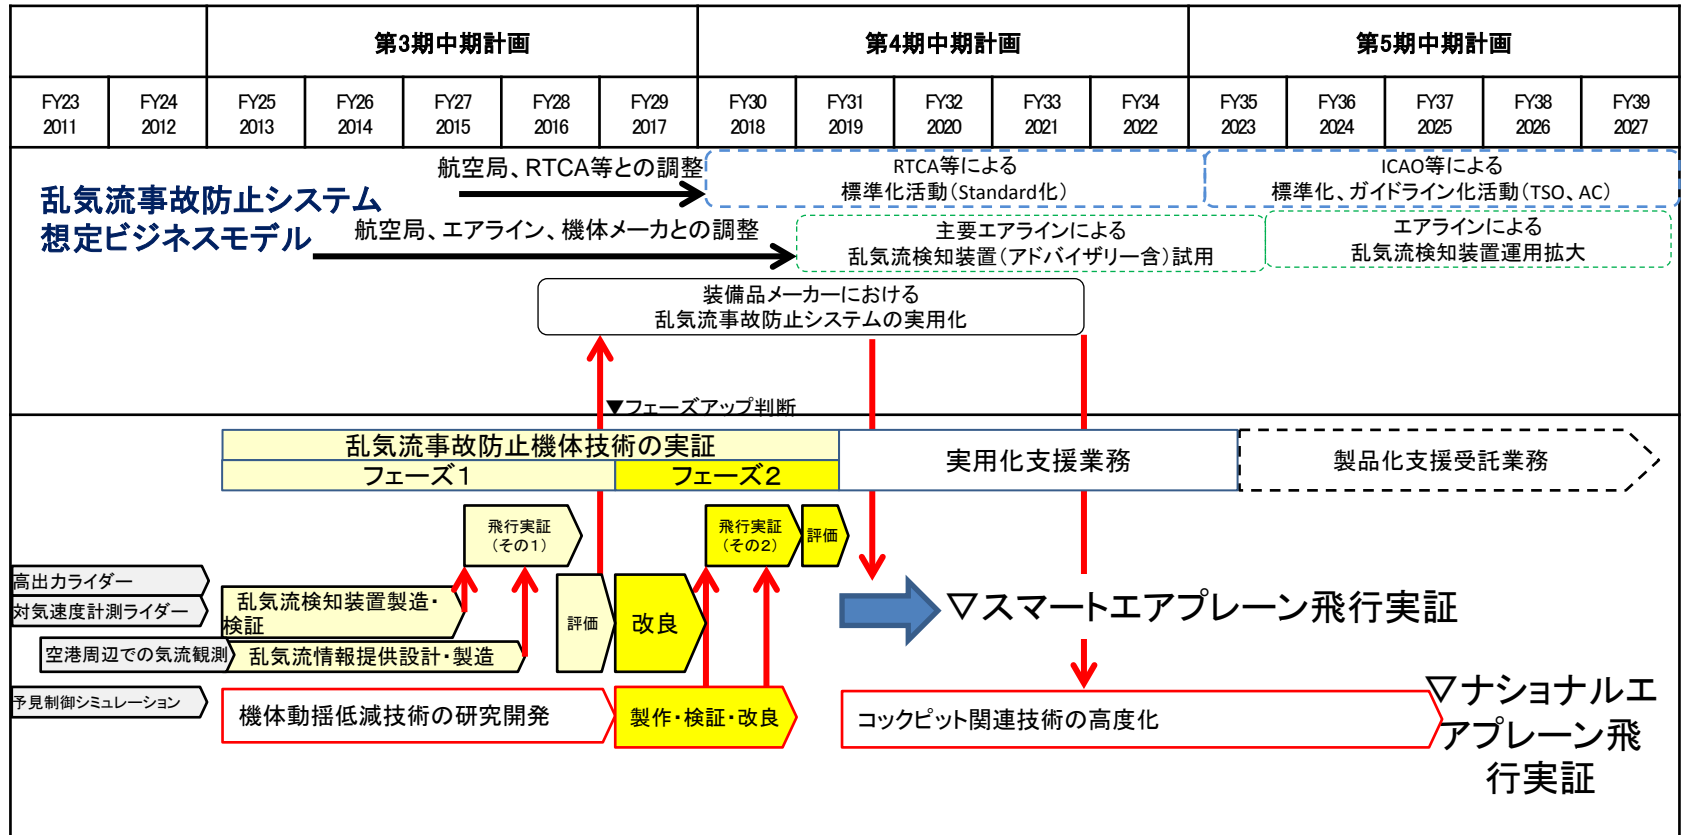 第3期中期計画
第4期中期計画
第5期中期計画
FY23 FY24 FY25 FY26 FY27 FY28 FY29 FY30 FY31 FY32 FY33 FY34 FY35 FY36 FY37 FY38 FY39
2011 2012 2013 2014 2015 2016 2017 2018 2019 2020 2021 2022 2023 2024 2025 2026 2027
乱気流事故防止システム
想定ビジネスモデル
航空局、RTCA等との調整
RTCA等による
標準化活動（Standard化）
ICAO等による
標準化、ガイドライン化活動（TSO、AC）
航空局、エアライン、機体メーカとの調整
主要エアラインによる
乱気流検知装置（アドバイザリー含）試用
エアラインによる
乱気流検知装置運用拡大
装備品メーカーにおける
乱気流事故防止システムの実用化
▼フェーズアップ判断
乱気流事故防止機体技術の実証
フェーズ１
フェーズ２
実用化支援業務
製品化支援受託業務
飛行実証
（その１）
飛行実証
（その２）
評価
高出力ライダー
対気速度計測ライダー
空港周辺での気流観測
予見制御シミュレーション
乱気流検知装置製造・
検証
乱気流情報提供設計・製造
評価
改良
▽スマートエアプレーン飛行実証
機体動揺低減技術の研究開発
製作・検証・改良
コックピット関連技術の高度化
▽ナショナルエ
アプレーン飛
行実証